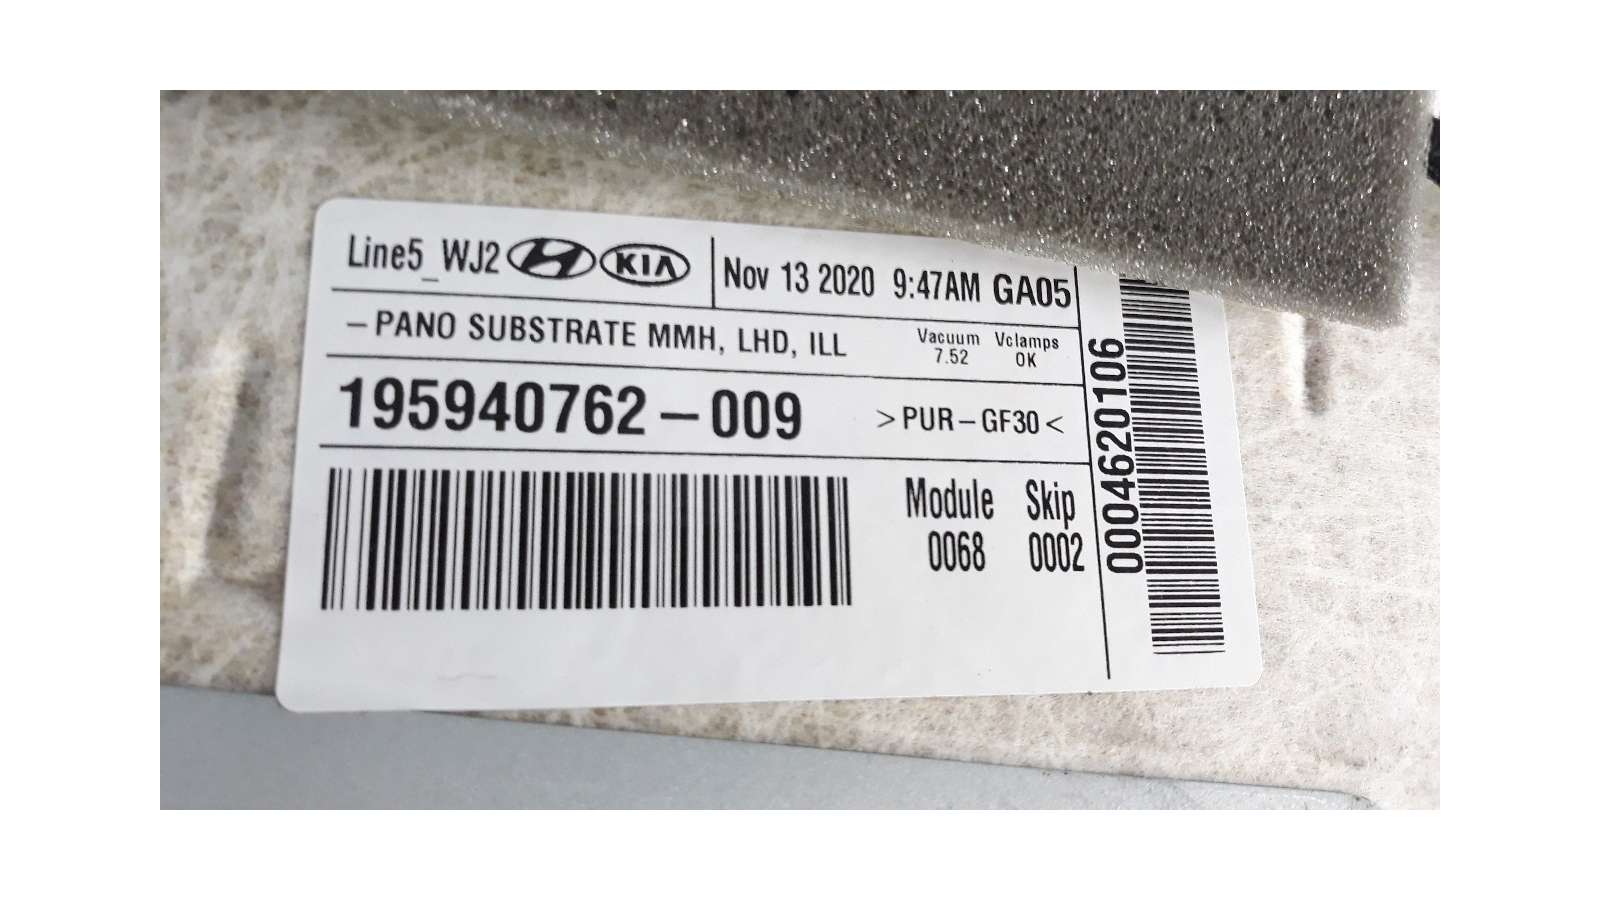 Line5_WJ2 KIA Nov 13 2020 9:47AM GA05
–PANO SUBSTRATE MMH, LHD, ILL
Vacuum Vclamps
7.52 OK
195940762–009 >PUR–GF30<
Module Skip
0068 0002
0004620106